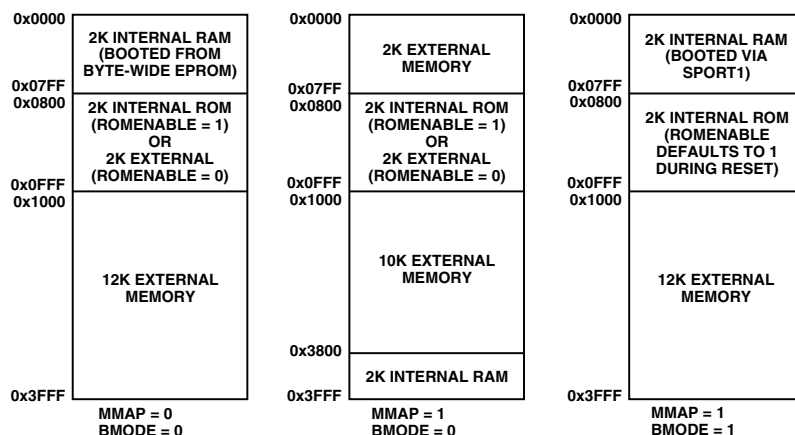 0x0000
2K INTERNAL RAM
(BOOTED FROM
BYTE-WIDE EPROM)
0x07FF
0x0800
2K INTERNAL ROM
(ROMENABLE = 1)
OR
2K EXTERNAL
(ROMENABLE = 0)
0x0FFF
0x1000
12K EXTERNAL
MEMORY
0x3FFF
MMAP = 0
BMODE = 0
0x0000
2K EXTERNAL
MEMORY
0x07FF
0x0800
2K INTERNAL ROM
(ROMENABLE = 1)
OR
2K EXTERNAL
(ROMENABLE = 0)
0x0FFF
0x1000
10K EXTERNAL
MEMORY
0x3800
2K INTERNAL RAM
0x3FFF
MMAP = 1
BMODE = 0
0x0000
2K INTERNAL RAM
(BOOTED VIA
SPORT1)
0x07FF
0x0800
2K INTERNAL ROM
(ROMENABLE
DEFAULTS TO 1
DURING RESET)
0x0FFF
0x1000
12K EXTERNAL
MEMORY
0x3FFF
MMAP = 1
BMODE = 1